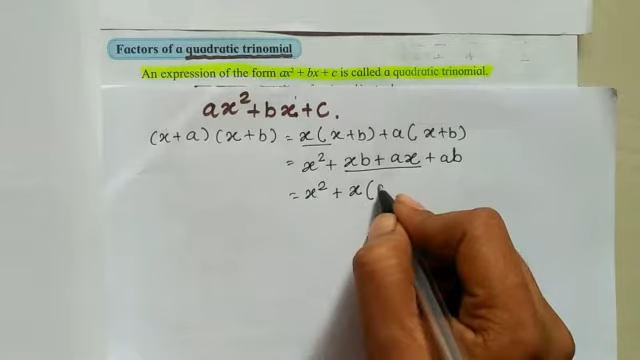 Factors of a quadratic trinomial
An expression of the form ax² + bx + c is called a quadratic trinomial.
ax² + bx + c.
(x + a) (x + b) = x(x + b) + a(x + b)
= x² + xb + ax + ab
= x² + x(